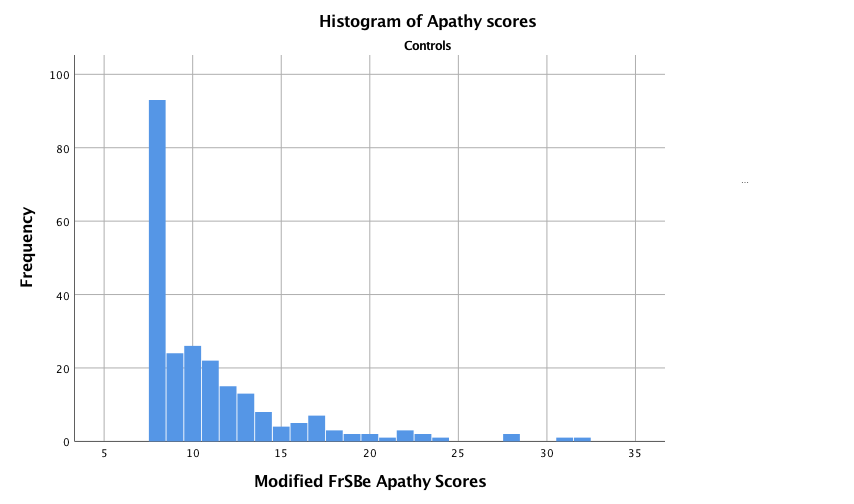 Histogram of Apathy scores
Controls
100
80
60
40
20
0
Frequency
5 10 15 20 25 30 35
Modified FrSBe Apathy Scores
...